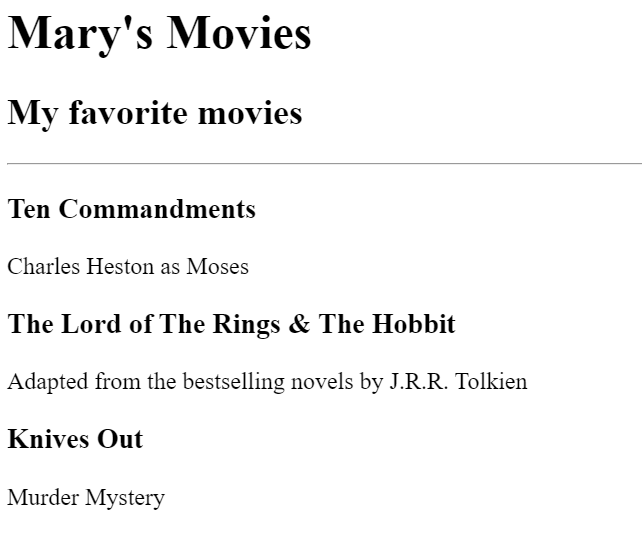 Mary's Movies
My favorite movies
Ten Commandments
Charles Heston as Moses
The Lord of The Rings & The Hobbit
Adapted from the bestselling novels by J.R.R. Tolkien
Knives Out
Murder Mystery